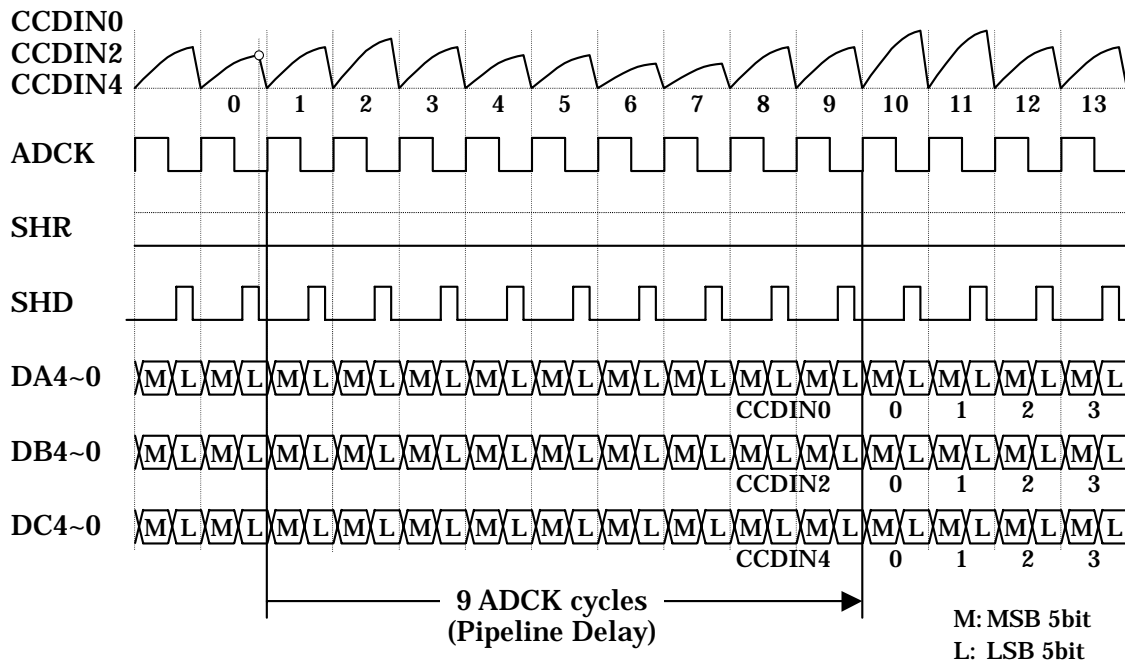 CCDIN0
CCDIN2
CCDIN4
0 1 2 3 4 5 6 7 8 9 10 11 12 13
ADCK
SHR
SHD
DA4~0
M L M L M L M L M L M L M L M L M L M L M L M L M L M L M L
CCDIN0 0 1 2 3
DB4~0
M L M L M L M L M L M L M L M L M L M L M L M L M L M L M L
CCDIN2 0 1 2 3
DC4~0
M L M L M L M L M L M L M L M L M L M L M L M L M L M L M L
CCDIN4 0 1 2 3
9 ADCK cycles
(Pipeline Delay)
M: MSB 5bit
L: LSB 5bit